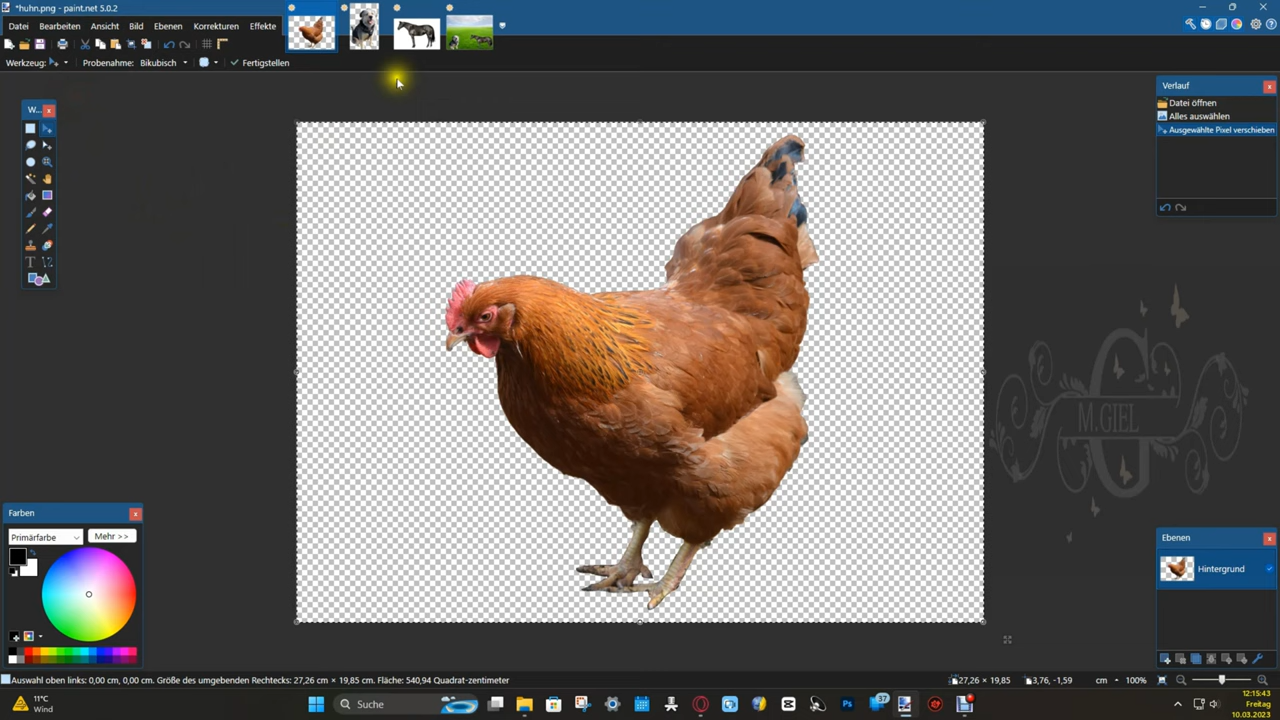 *huhn.png - paint.net 5.0.2
Datei Bearbeiten Ansicht Bild Ebenen Korrekturen Effekte
Werkzeug: Probenahme: Bikubisch Fertigstellen
W...
Verlauf
Datei öffnen
Alles auswählen
Ausgewählte Pixel verschieben
M.GIEL
Farben
Primärfarbe Mehr >>
Ebenen
Hintergrund
Auswahl oben links: 0,00 cm, 0,00 cm. Größe des umgebenden Rechtecks: 27,26 cm × 19,85 cm. Fläche: 540,94 Quadrat-zentimeter
27,26 × 19,85 3,76, -1,59 cm 100%
11°C
Wind
Suche
37
12:15:43
Freitag
10.03.2023